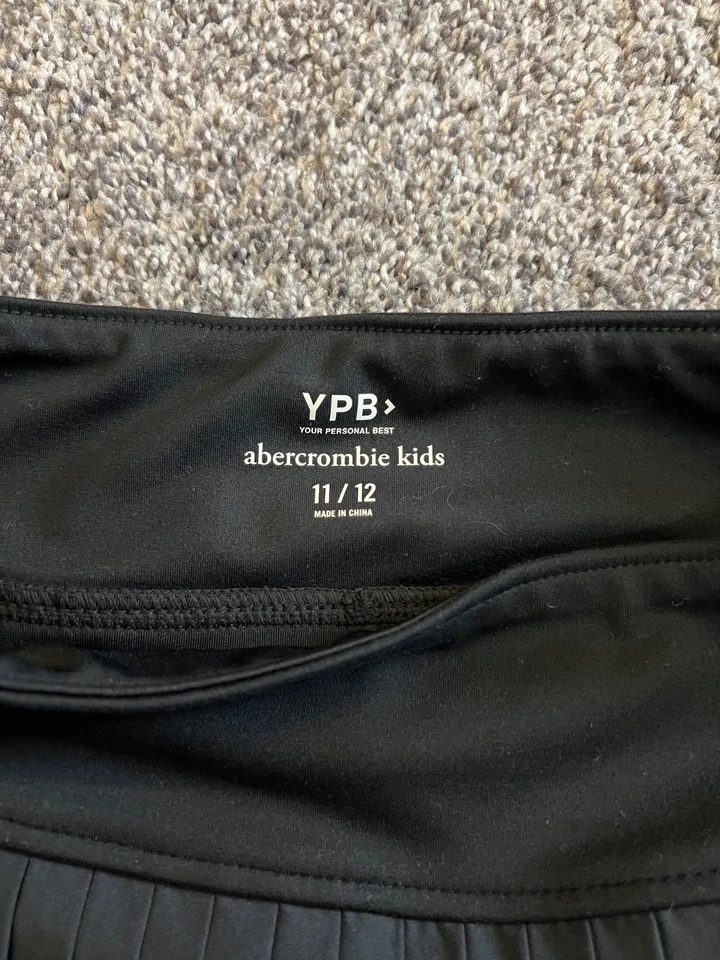 YPB>
YOUR PERSONAL BEST
abercrombie kids
11 / 12
MADE IN CHINA